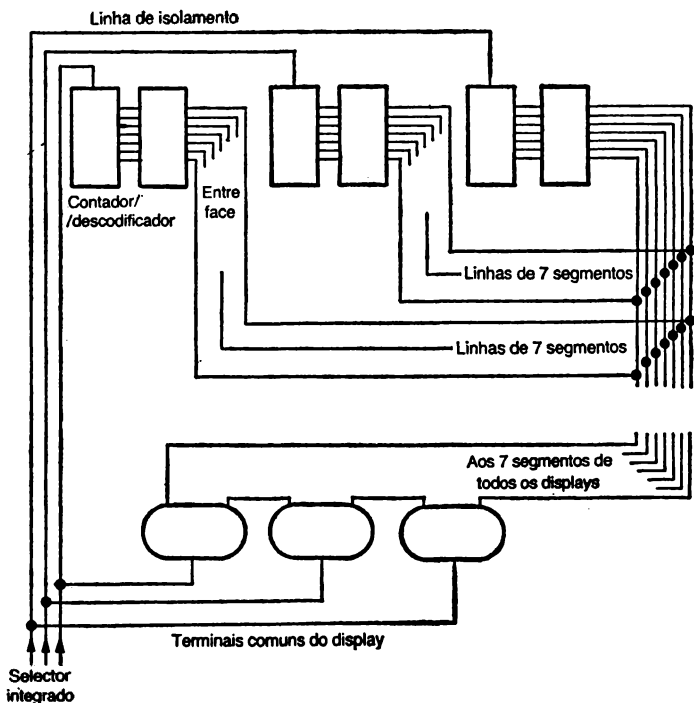 Linha de isolamento
Contador/
/descodificador
Entre
face
Linhas de 7 segmentos
Linhas de 7 segmentos
Aos 7 segmentos de
todos os displays
Terminais comuns do display
Selector
integrado